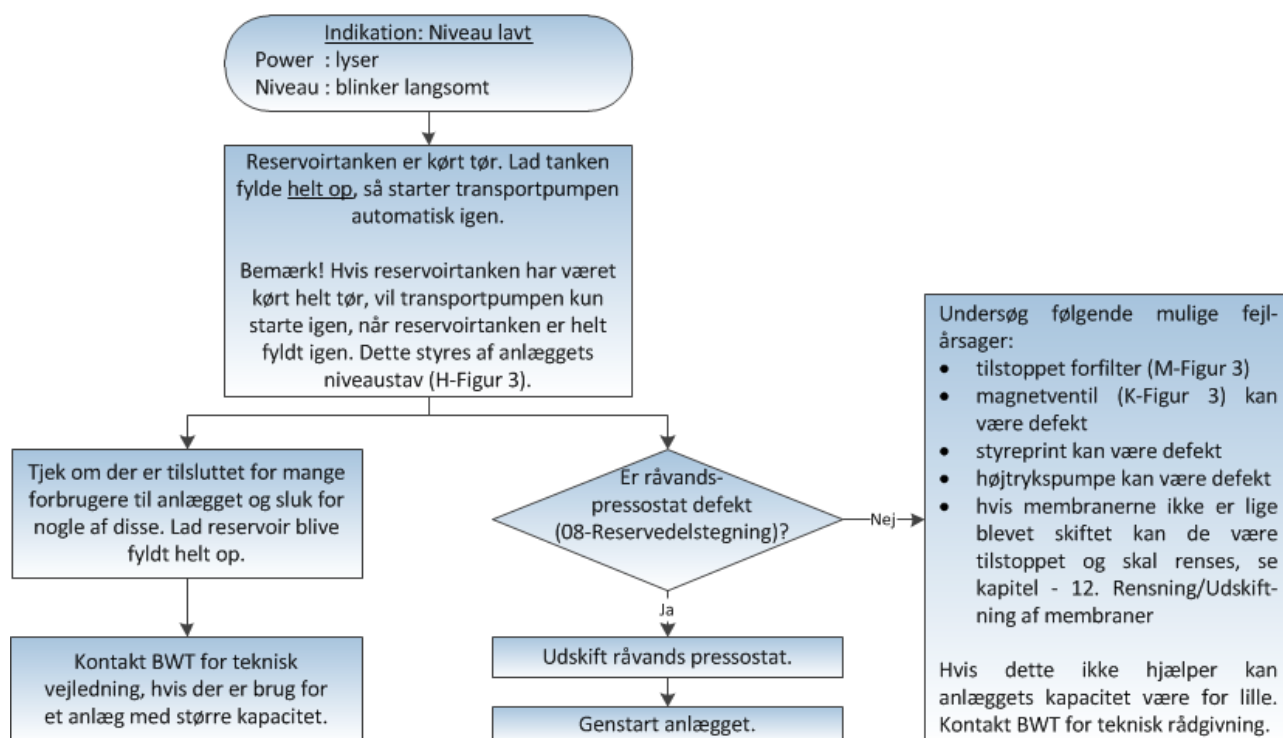 Indikation: Niveau lavt
Power : lyser
Niveau : blinker langsomt
Reservoirtanken er kørt tør. Lad tanken
fylde helt op, så starter transportpumpen
automatisk igen.
Bemærk! Hvis reservoirtanken har været
kørt helt tør, vil transportpumpen kun
starte igen, når reservoirtanken er helt
fyldt igen. Dette styres af anlæggets
niveaustav (H-Figur 3).
Tjek om der er tilsluttet for mange
forbrugere til anlægget og sluk for
nogle af disse. Lad reservoir blive
fyldt helt op.
Kontakt BWT for teknisk
vejledning, hvis der er brug for
et anlæg med større kapacitet.
Er råvands-
pressostat defekt
(08-Reservedelstegning)?
Nej
Ja
Udskift råvands pressostat.
Genstart anlægget.
Undersøg følgende mulige fejl-
årsager:
• tilstoppet forfilter (M-Figur 3)
• magnetventil (K-Figur 3) kan
være defekt
• styreprint kan være defekt
• højtrykspumpe kan være defekt
• hvis membranerne ikke er lige
blevet skiftet kan de være
tilstoppet og skal renses, se
kapitel - 12. Rensning/Udskift-
ning af membraner
Hvis dette ikke hjælper kan
anlæggets kapacitet være for lille.
Kontakt BWT for teknisk rådgivning.